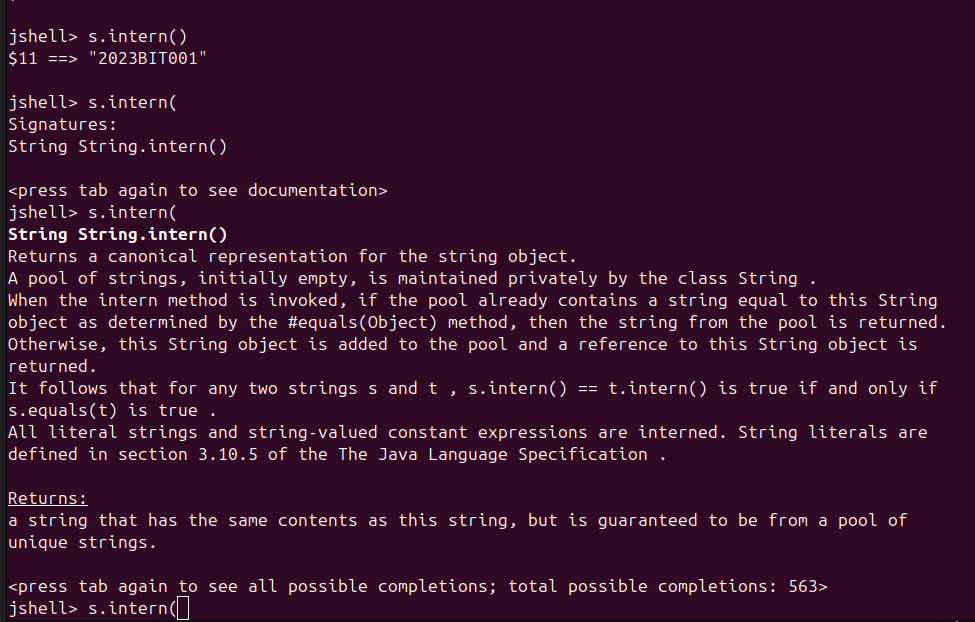 jshell> s.intern()
$11 ==> "2023BIT001"
jshell> s.intern(
Signatures:
String String.intern()
<press tab again to see documentation>
jshell> s.intern(
String String.intern()
Returns a canonical representation for the string object.
A pool of strings, initially empty, is maintained privately by the class String .
When the intern method is invoked, if the pool already contains a string equal to this String
object as determined by the #equals(Object) method, then the string from the pool is returned.
Otherwise, this String object is added to the pool and a reference to this String object is
returned.
It follows that for any two strings s and t , s.intern() == t.intern() is true if and only if
s.equals(t) is true .
All literal strings and string-valued constant expressions are interned. String literals are
defined in section 3.10.5 of the The Java Language Specification .
Returns:
a string that has the same contents as this string, but is guaranteed to be from a pool of
unique strings.
<press tab again to see all possible completions; total possible completions: 563>
jshell> s.intern(